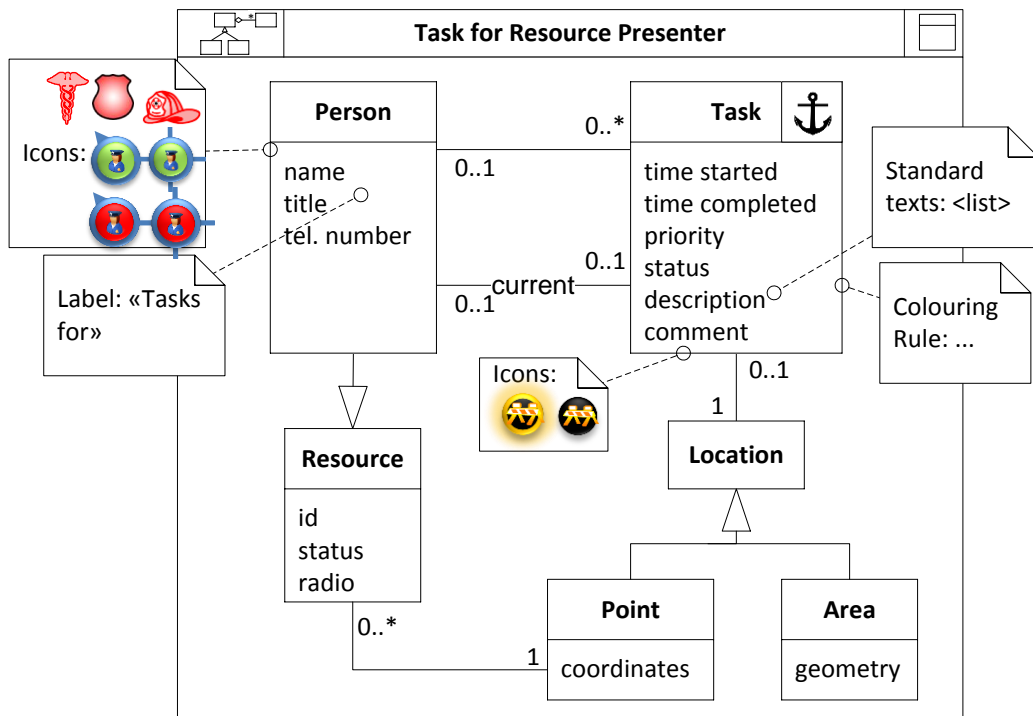 *
Task for Resource Presenter
Icons:
Person
name
title
tel. number
0..*
0..1
Task
time started
time completed
priority
status
description
comment
Standard
texts: <list>
0..1
current
0..1
Label: «Tasks
for»
Colouring
Rule: ...
Icons:
0..1
1
Resource
id
status
radio
Location
0..*
1
Point
coordinates
Area
geometry